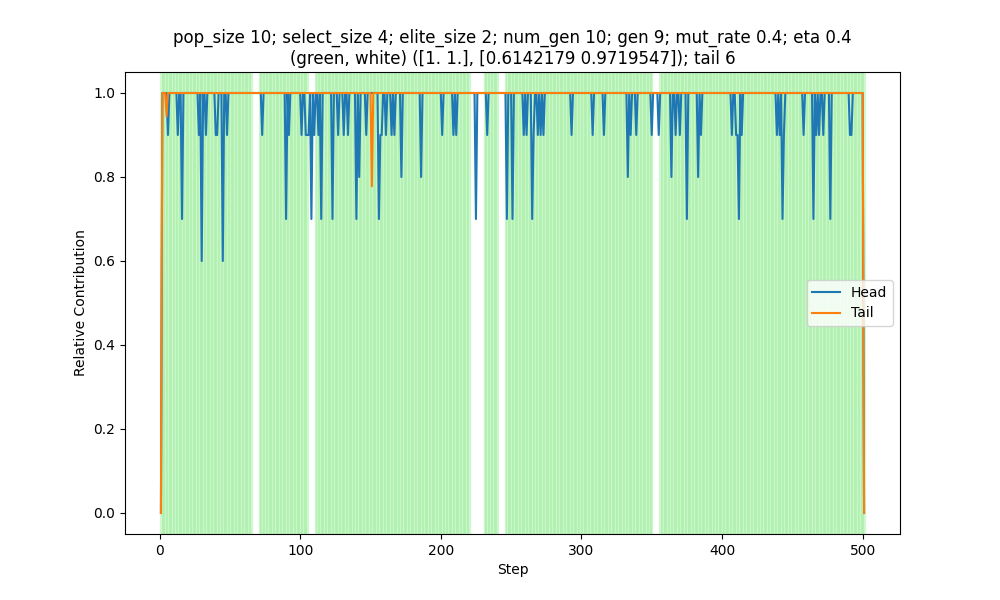 pop_size 10; select_size 4; elite_size 2; num_gen 10; gen 9; mut_rate 0.4; eta 0.4
(green, white) ([1. 1.], [0.6142179 0.9719547]); tail 6
Relative Contribution
1.0
0.8
0.6
0.4
0.2
0.0
Head
Tail
0
100
200
300
400
500
Step